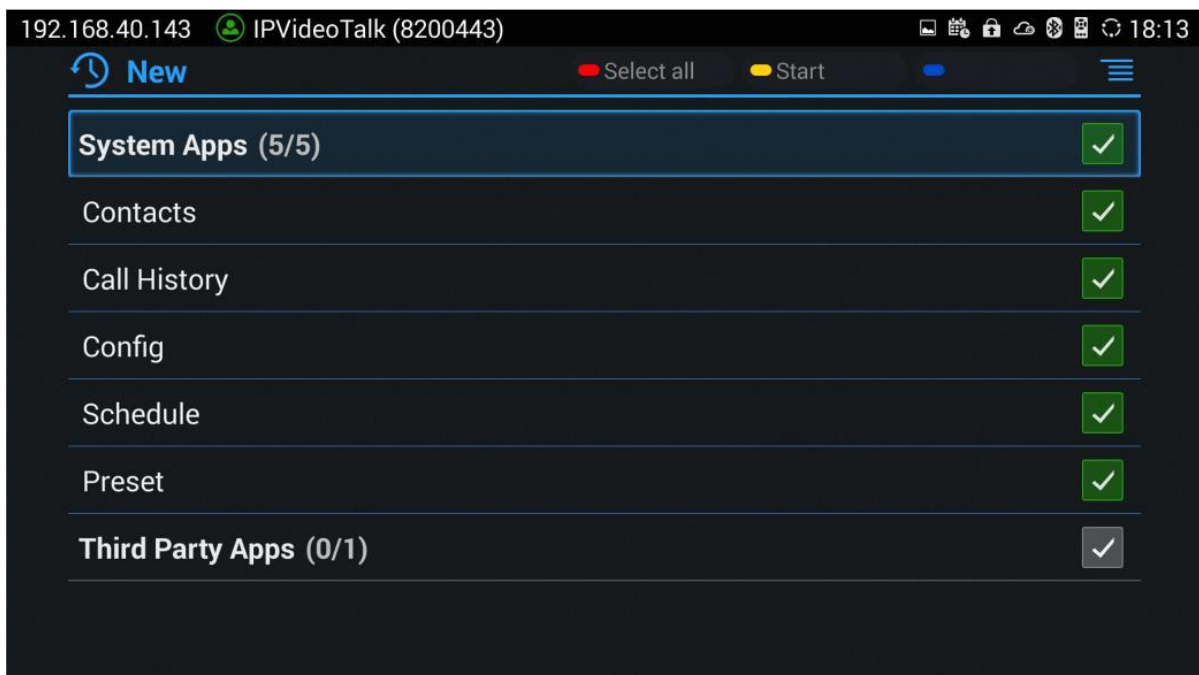 192.168.40.143 IPVideoTalk (8200443) 18:13
New Select all Start
System Apps (5/5)
Contacts
Call History
Config
Schedule
Preset
Third Party Apps (0/1)